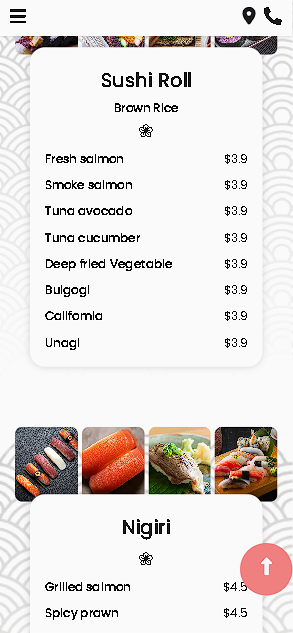 Sushi Roll
Brown Rice
Fresh salmon $3.9
Smoke salmon $3.9
Tuna avocado $3.9
Tuna cucumber $3.9
Deep fried Vegetable $3.9
Bulgogi $3.9
California $3.9
Unagi $3.9
Nigiri
Grilled salmon $4.5
Spicy prawn $4.5